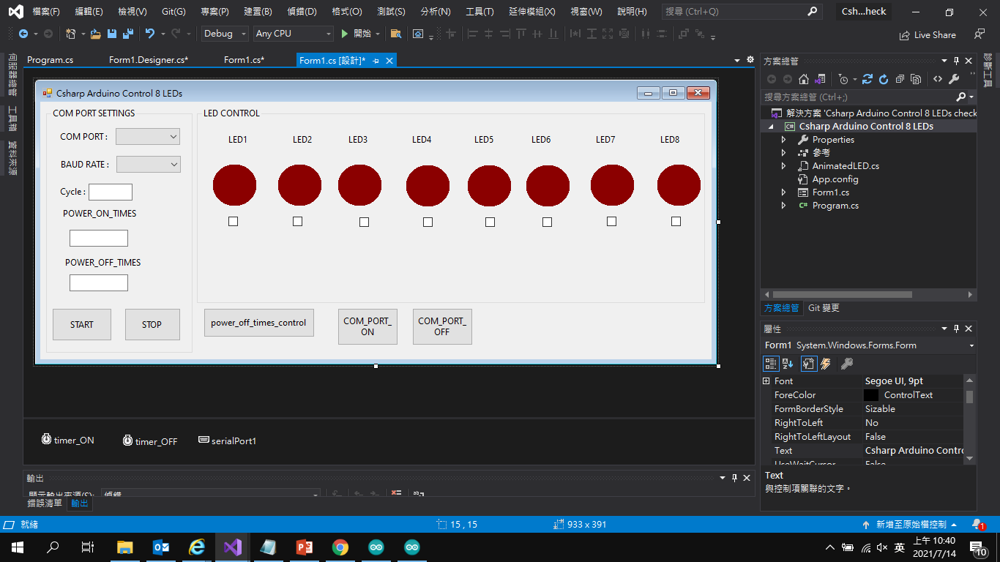 檔案(F) 編輯(E) 檢視(V) Git(G) 專案(P) 建置(B) 偵錯(D) 格式(O) 測試(S) 分析(N) 工具(T) 延伸模組(X) 視窗(W) 說明(H) 搜尋 (Ctrl+Q) Csh...heck
Debug Any CPU 開始 Live Share
伺服器總管
工具箱
資料來源
Program.cs Form1.Designer.cs* Form1.cs* Form1.cs [設計]*
Csharp Arduino Control 8 LEDs
COM PORT SETTINGS
COM PORT :
BAUD RATE :
Cycle :
POWER_ON_TIMES
POWER_OFF_TIMES
START STOP
LED CONTROL
LED1 LED2 LED3 LED4 LED5 LED6 LED7 LED8
power_off_times_control
COM_PORT_
ON
COM_PORT_
OFF
timer_ON timer_OFF serialPort1
輸出
顯示輸出來源(S): 偵錯
錯誤清單 輸出
方案總管
搜尋方案總管 (Ctrl+;)
解決方案 'Csharp Arduino Control 8 LEDs check
Csharp Arduino Control 8 LEDs
Properties
參考
AnimatedLED.cs
App.config
Form1.cs
Program.cs
方案總管 Git 變更
屬性
Form1 System.Windows.Forms.Form
Font Segoe UI, 9pt
ForeColor ControlText
FormBorderStyle Sizable
RightToLeft No
RightToLeftLayout False
Text Csharp Arduino Contro
UseWaitCursor False
Text
與控制項關聯的文字。
診斷工具
就緒 15 , 15 933 x 391 新增至原始檔控制 1
英 上午 10:40
2021/7/14
10